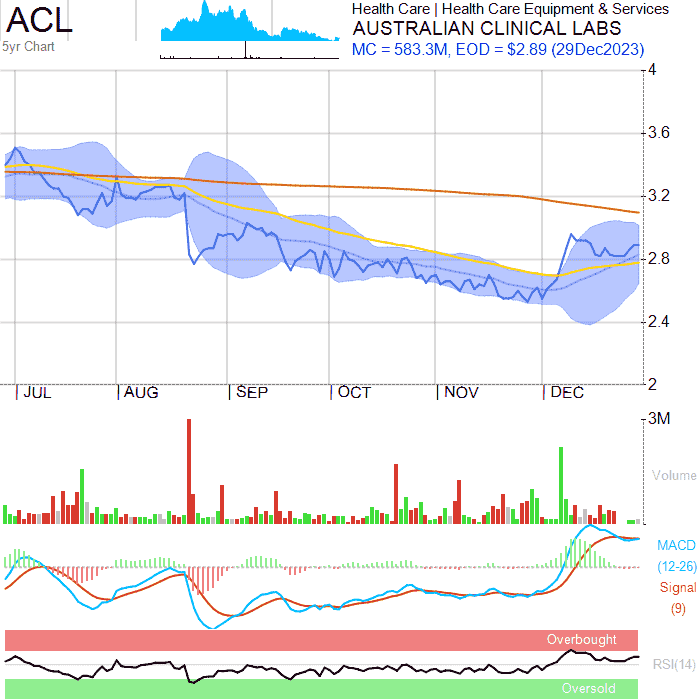 ACL
5yr Chart
Health Care | Health Care Equipment & Services
AUSTRALIAN CLINICAL LABS
MC = 583.3M, EOD = $2.89 (29Dec2023)
4
3.6
3.2
2.8
2.4
2
JUL AUG SEP OCT NOV DEC
3M
Volume
MACD
(12-26)
Signal
(9)
Overbought
RSI(14)
Oversold